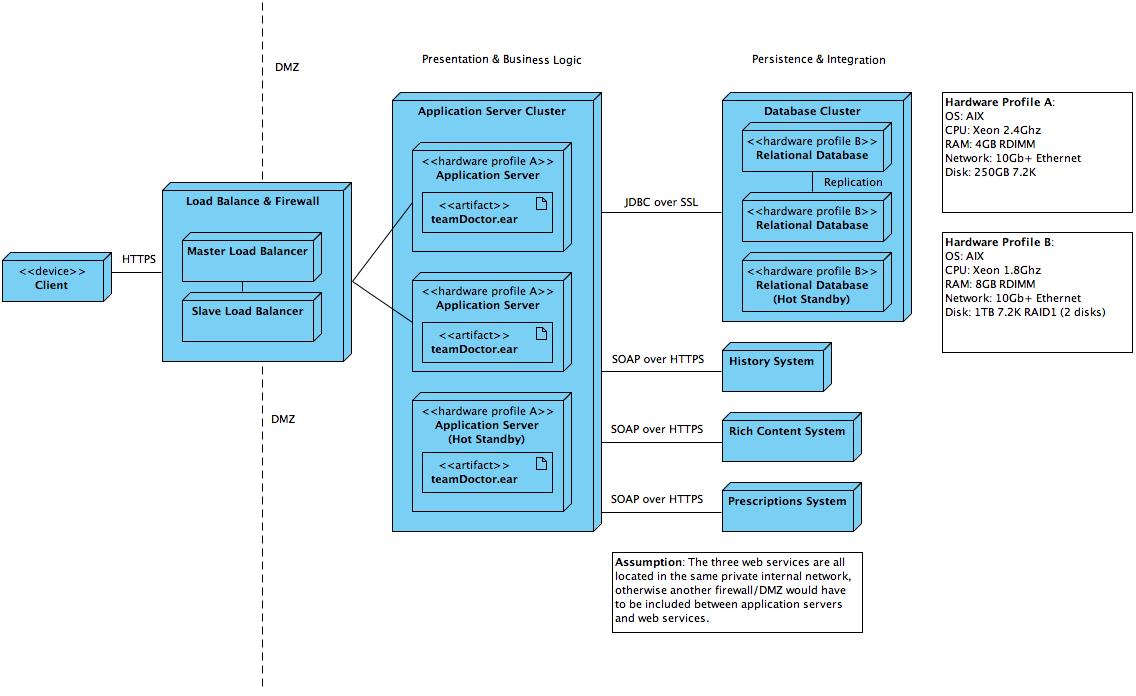 DMZ
Presentation & Business Logic
Persistence & Integration
<<device>>
Client
HTTPS
Load Balance & Firewall
Master Load Balancer
Slave Load Balancer
DMZ
Application Server Cluster
<<hardware profile A>>
Application Server
<<artifact>>
teamDoctor.ear
<<hardware profile A>>
Application Server
<<artifact>>
teamDoctor.ear
<<hardware profile A>>
Application Server
(Hot Standby)
<<artifact>>
teamDoctor.ear
JDBC over SSL
SOAP over HTTPS
SOAP over HTTPS
SOAP over HTTPS
Database Cluster
<<hardware profile B>>
Relational Database
Replication
<<hardware profile B>>
Relational Database
<<hardware profile B>>
Relational Database
(Hot Standby)
History System
Rich Content System
Prescriptions System
Hardware Profile A:
OS: AIX
CPU: Xeon 2.4Ghz
RAM: 4GB RDIMM
Network: 10Gb+ Ethernet
Disk: 250GB 7.2K
Hardware Profile B:
OS: AIX
CPU: Xeon 1.8Ghz
RAM: 8GB RDIMM
Network: 10Gb+ Ethernet
Disk: 1TB 7.2K RAID1 (2 disks)
Assumption: The three web services are all
located in the same private internal network,
otherwise another firewall/DMZ would have
to be included between application servers
and web services.